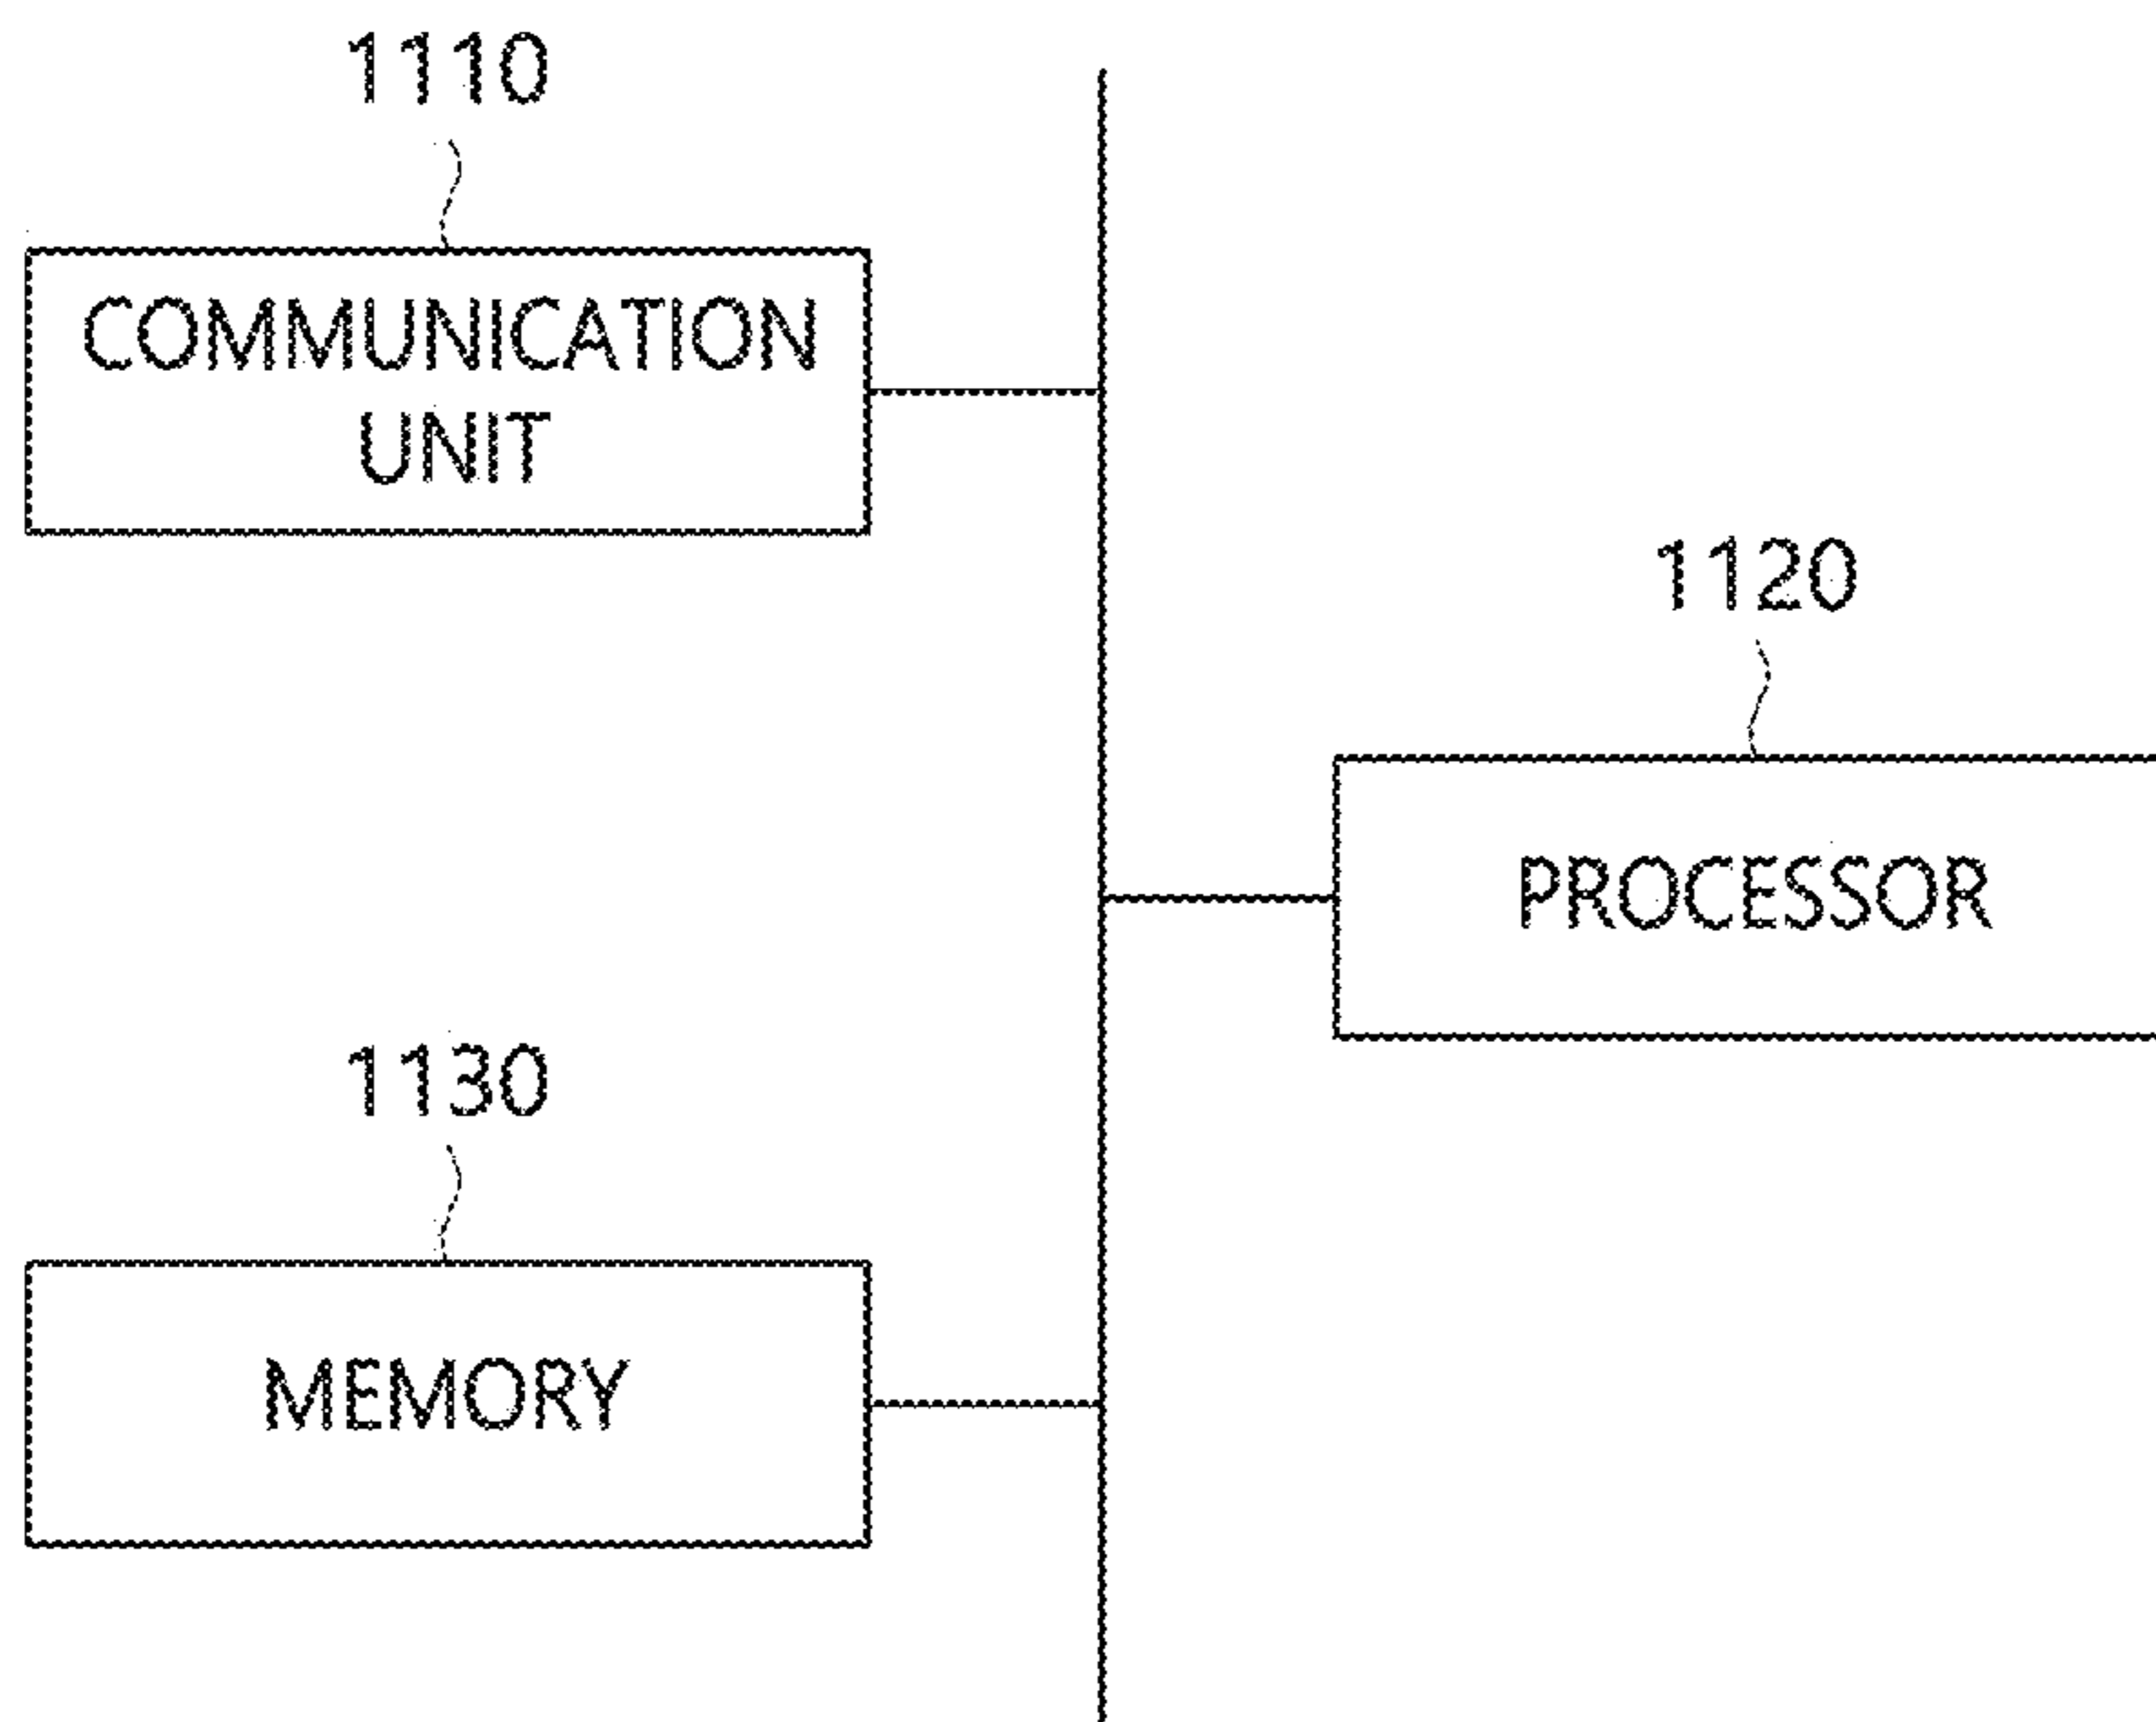 1110
COMMUNICATION
UNIT
1120
PROCESSOR
1130
MEMORY